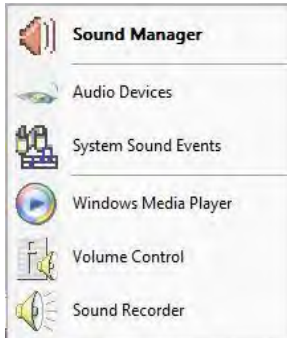 Sound Manager
Audio Devices
System Sound Events
Windows Media Player
Volume Control
Sound Recorder